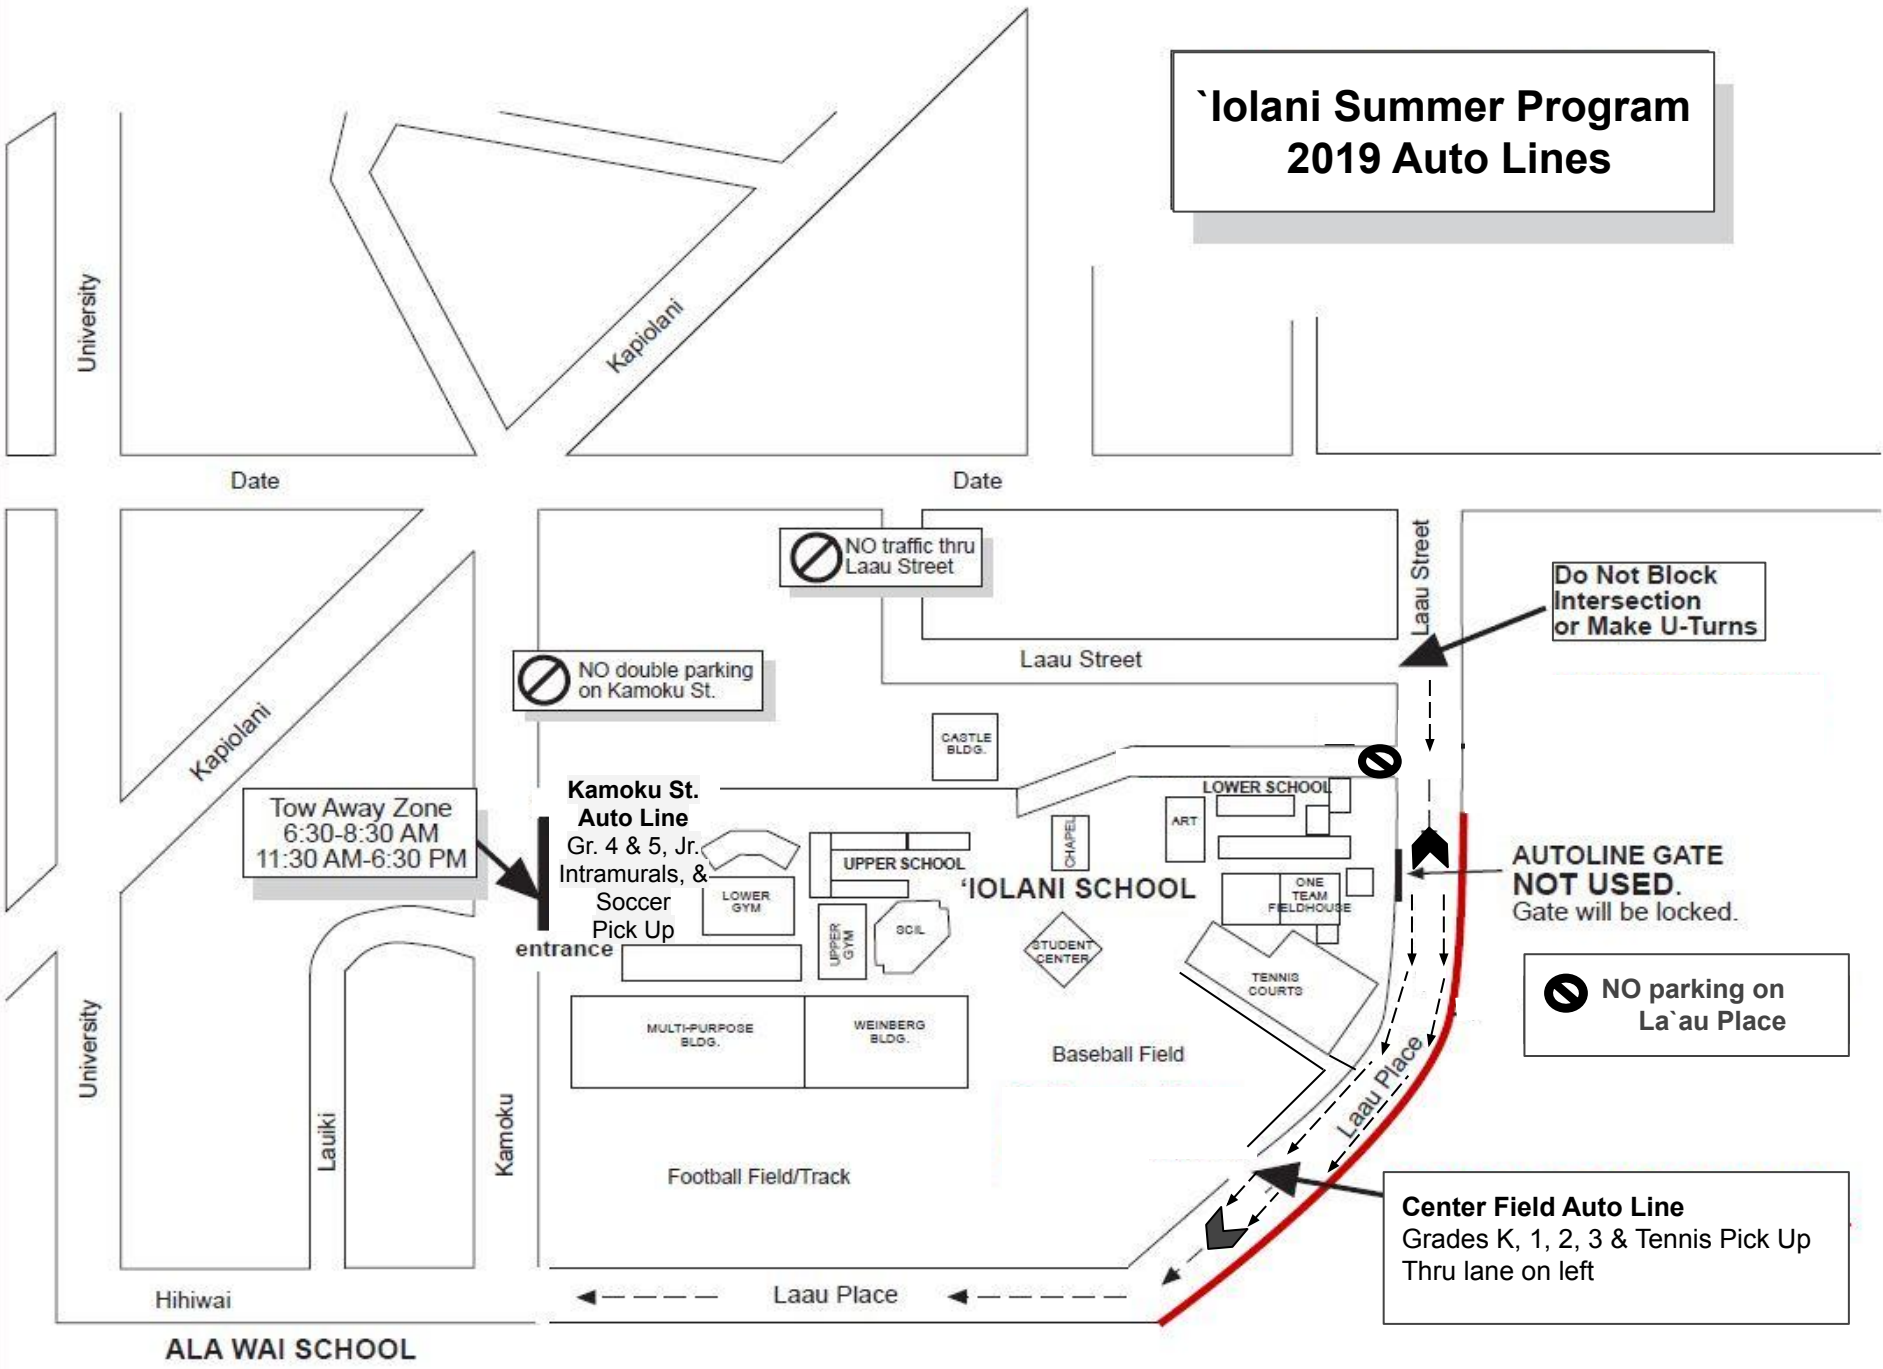 `Iolani Summer Program
2019 Auto Lines
University
Kapiolani
Date
Date
NO traffic thru
Laau Street
Laau Street
Do Not Block
Intersection
or Make U-Turns
Laau Street
NO double parking
on Kamoku St.
Kapiolani
CASTLE
BLDG.
Tow Away Zone
6:30-8:30 AM
11:30 AM-6:30 PM
Kamoku St.
Auto Line
Gr. 4 & 5, Jr.
Intramurals, &
Soccer
Pick Up
entrance
LOWER SCHOOL
ART
CHAPEL
UPPER SCHOOL
'IOLANI SCHOOL
LOWER
GYM
UPPER
GYM
SCIL
STUDENT
CENTER
ONE
TEAM
FIELDHOUSE
TENNIS
COURTS
AUTOLINE GATE
NOT USED.
Gate will be locked.
NO parking on
La`au Place
MULTI-PURPOSE
BLDG.
WEINBERG
BLDG.
Baseball Field
Laau Place
University
Lauiki
Kamoku
Football Field/Track
Center Field Auto Line
Grades K, 1, 2, 3 & Tennis Pick Up
Thru lane on left
Hihiwai
Laau Place
ALA WAI SCHOOL